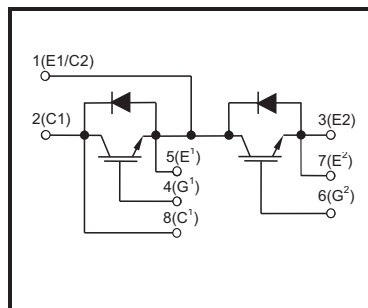 1(E1/C2)
2(C1)
3(E2)
5(E¹)
7(E²)
4(G¹)
6(G²)
8(C¹)